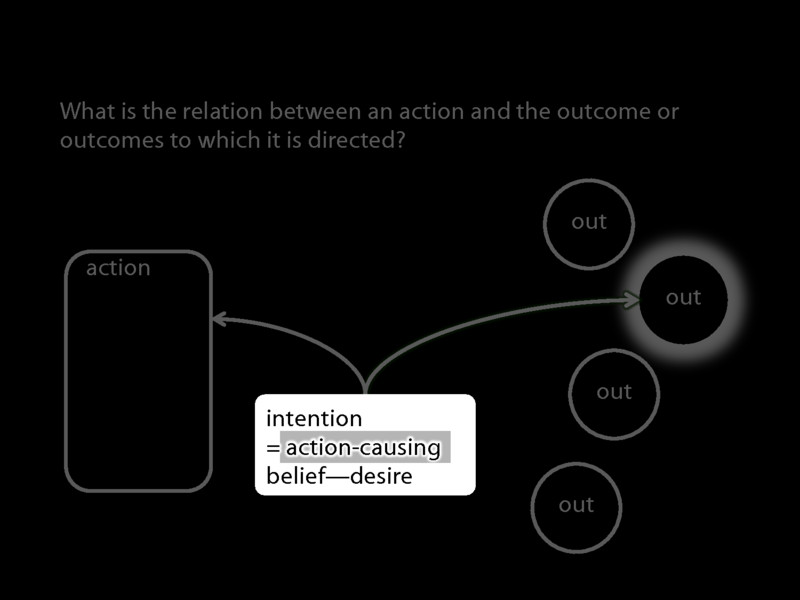 What is the relation between an action and the outcome or
outcomes to which it is directed?
out
action
out
out
intention
= action-causing
belief—desire
out